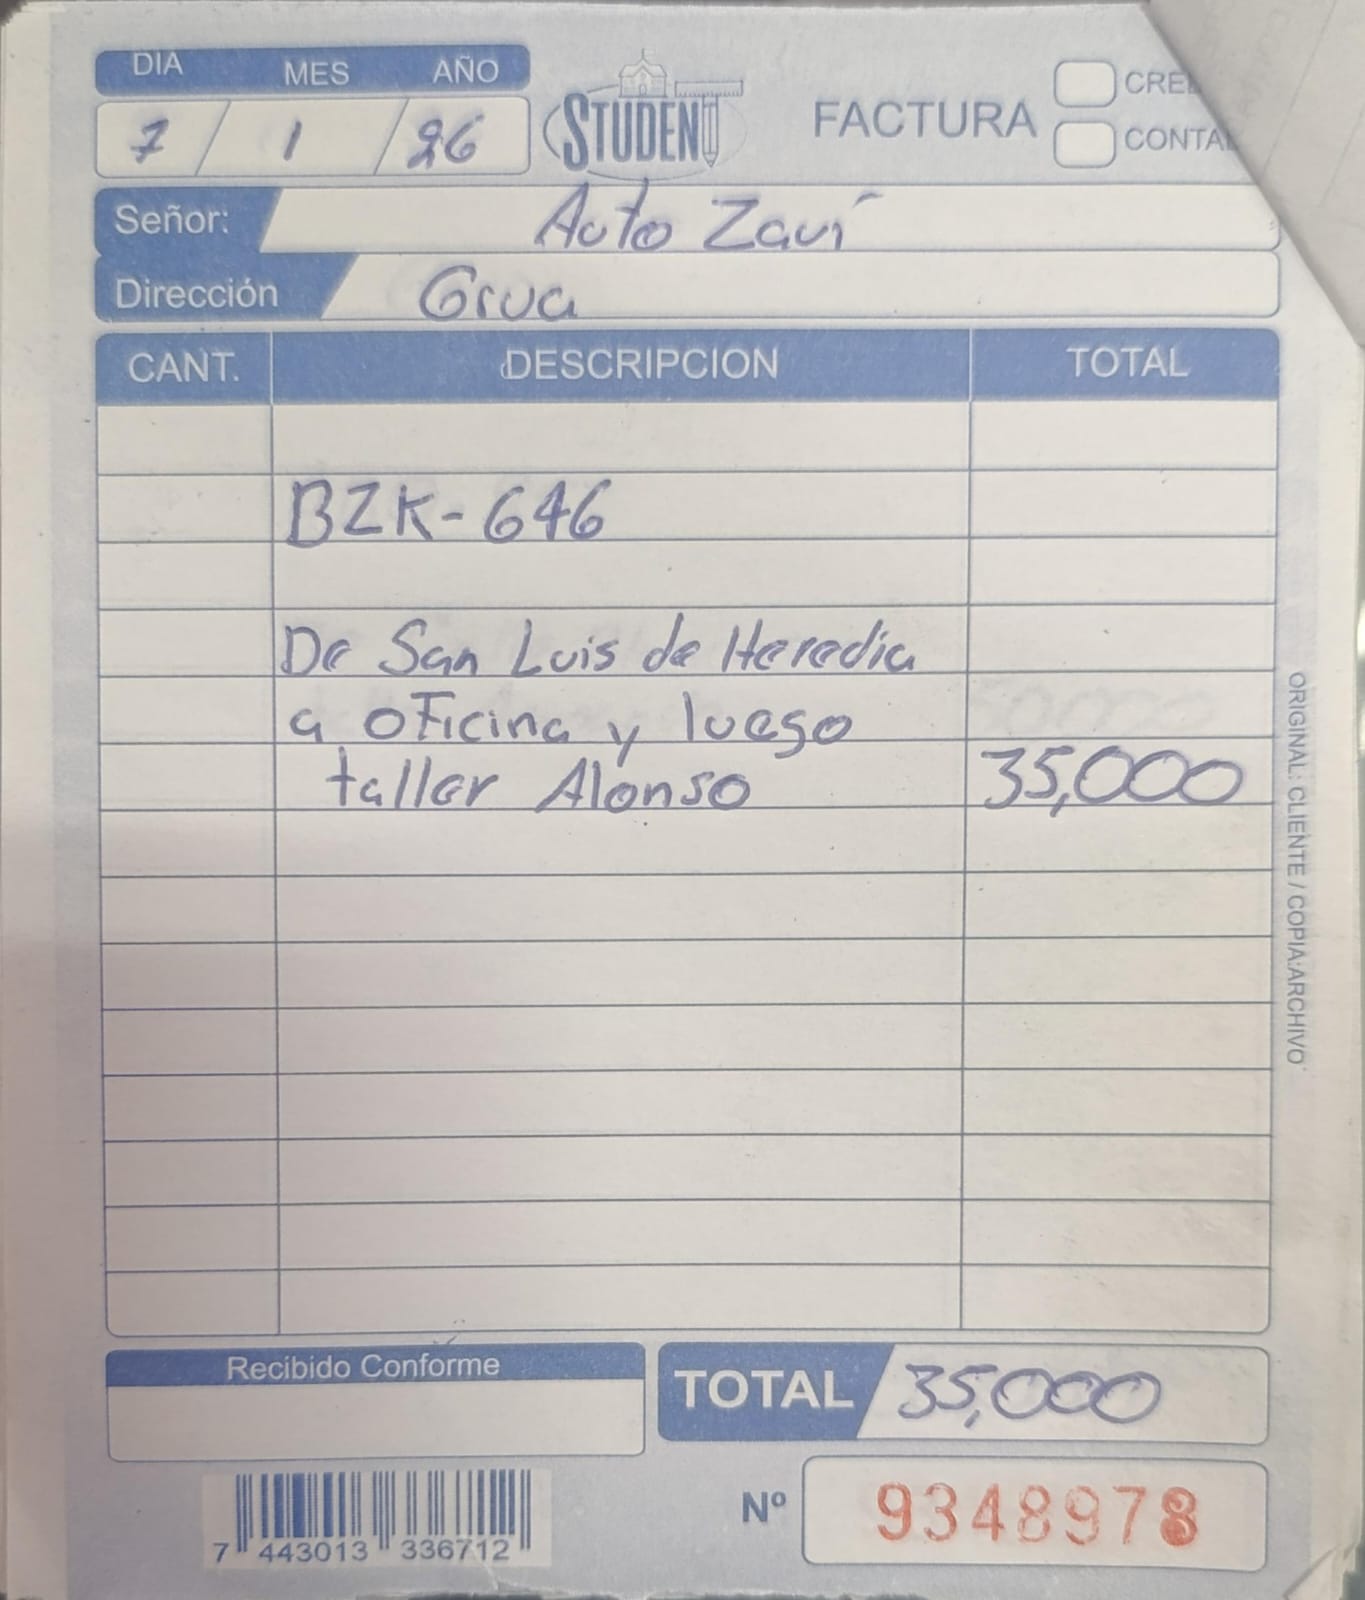 DIA MES AÑO
7 / 1 / 26
STUDENT
FACTURA
CONTA
Señor: Auto Zaví
Dirección Grua
CANT. DESCRIPCION TOTAL
BZK-646
De San Luis de Heredia
a oficina y luego
taller Alonso 35,000
ORIGINAL: CLIENTE / COPIA:ARCHIVO
Recibido Conforme
TOTAL 35,000
7 443013 336712
Nº 9348978